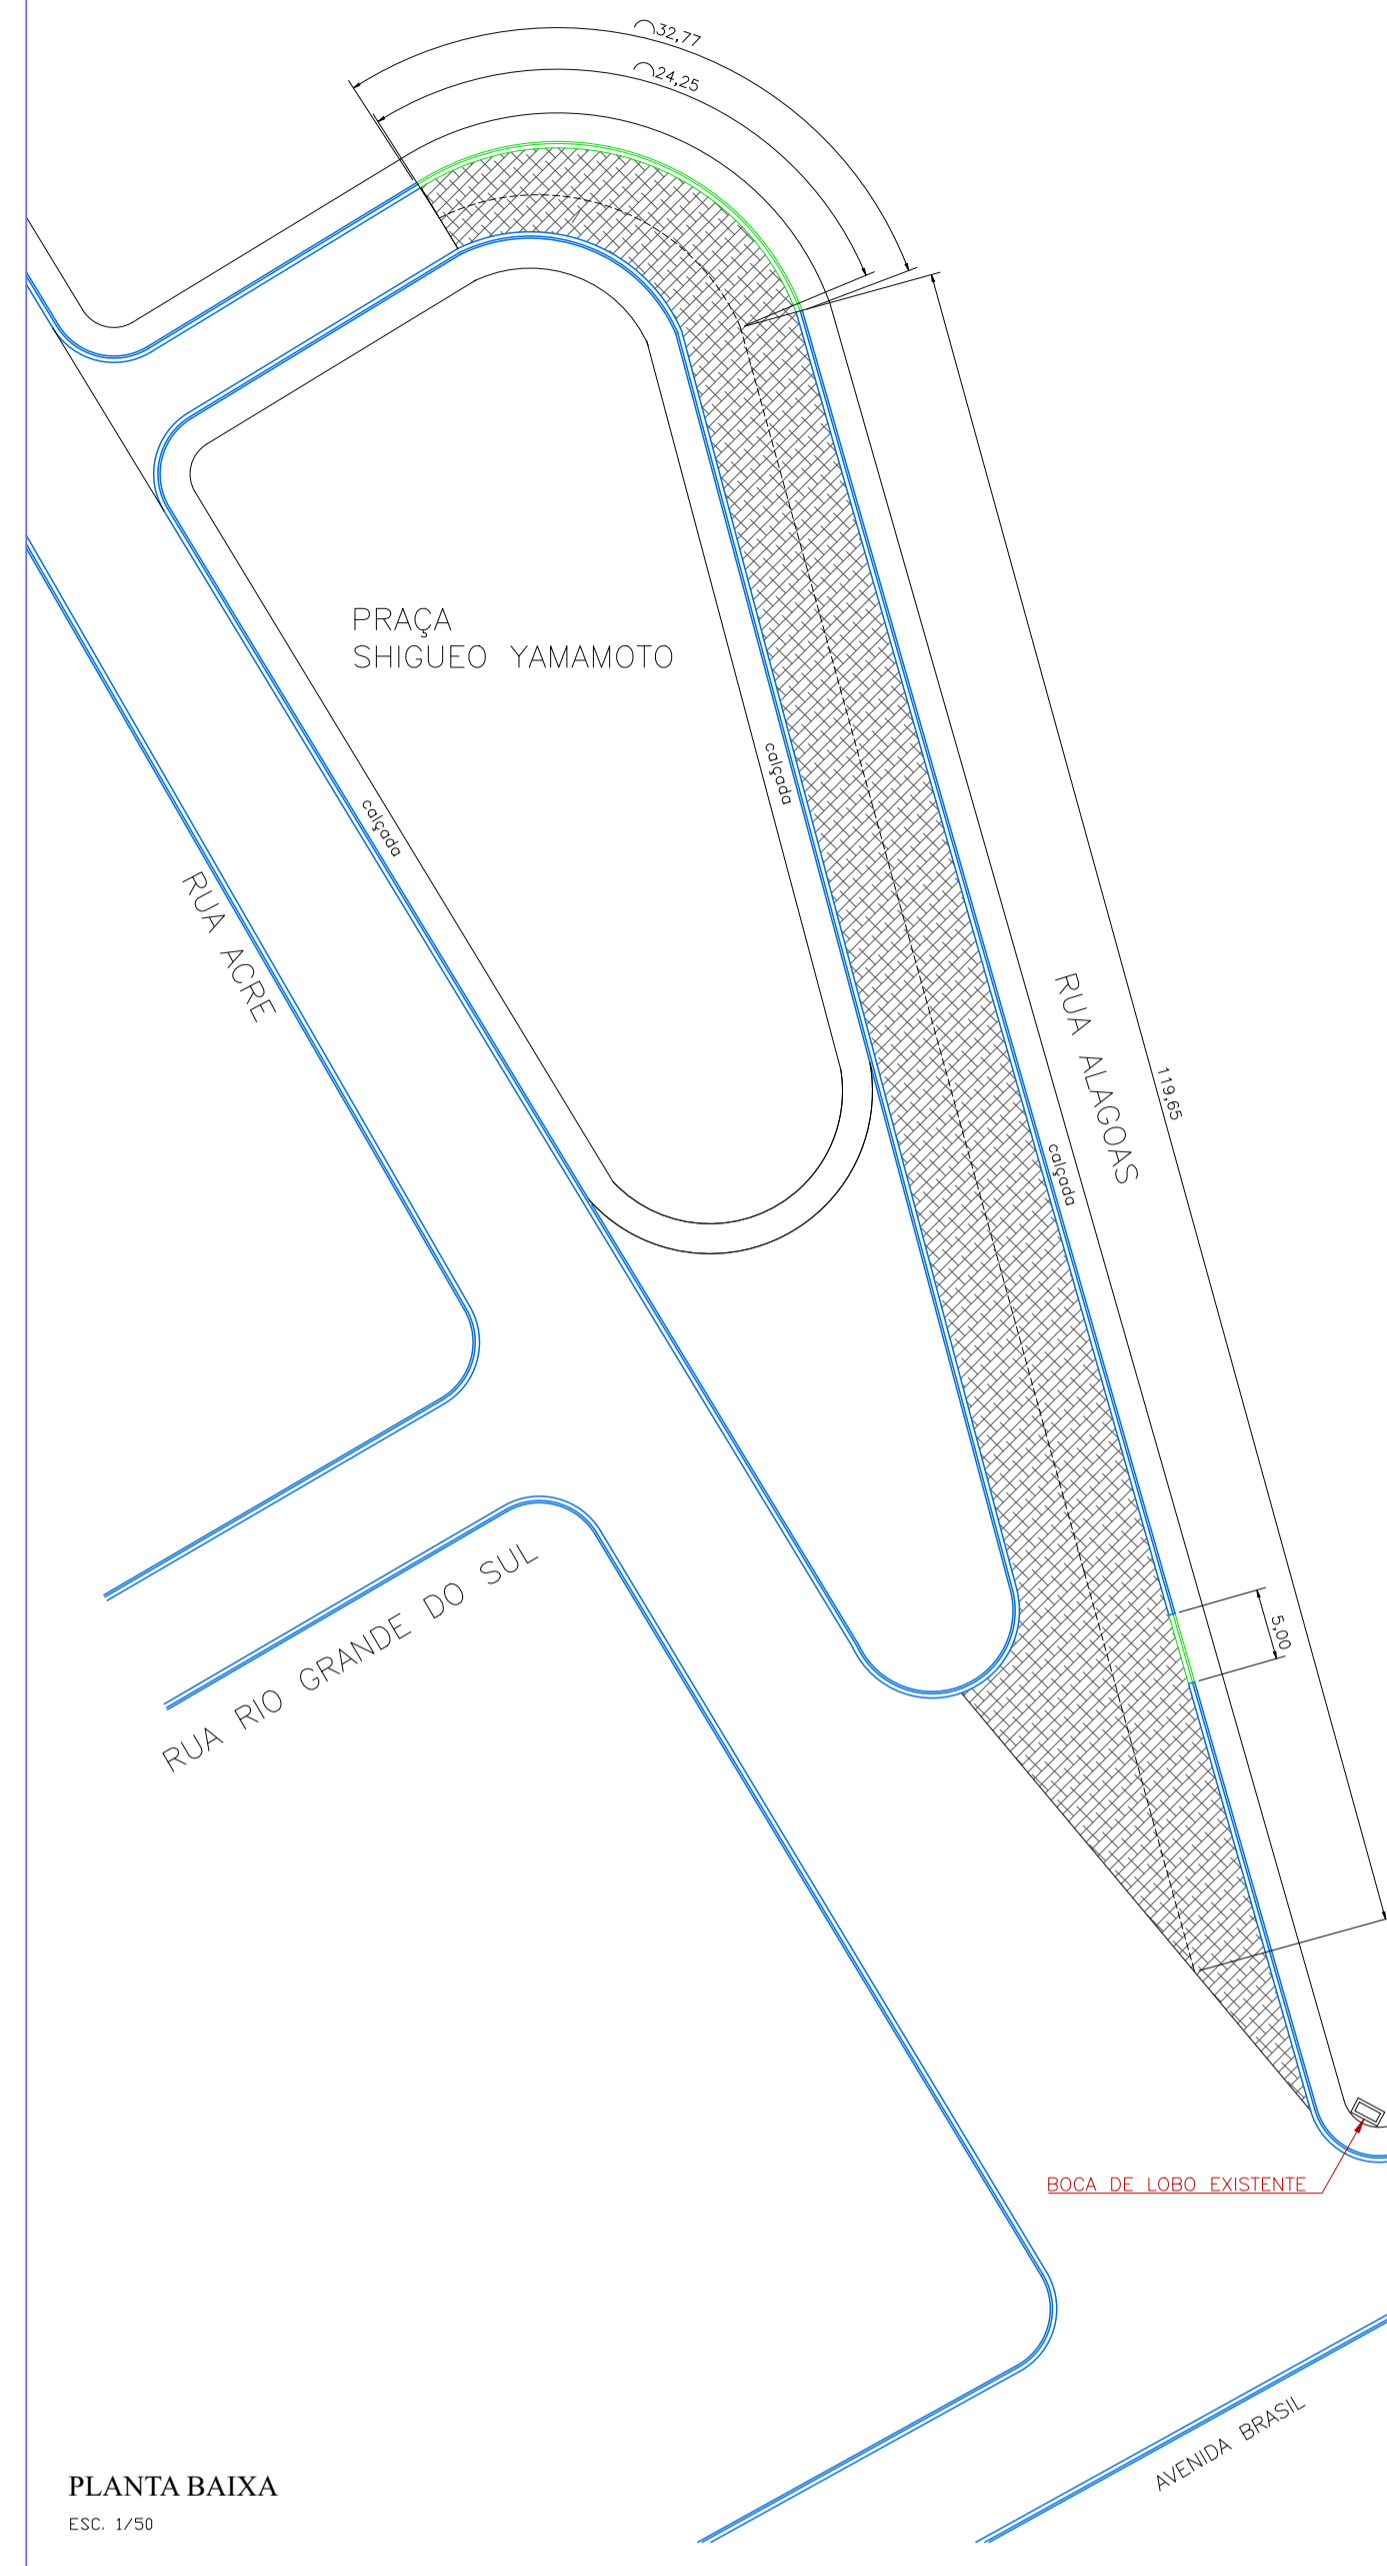 32,77
24,25
PRAÇA
SHIGUEO YAMAMOTO
calçada
calçada
RUA ACRE
RUA ALAGOAS
119,65
calçada
RUA RIO GRANDE DO SUL
5,00
BOCA DE LOBO EXISTENTE
AVENIDA BRASIL
PLANTA BAIXA
ESC. 1/50